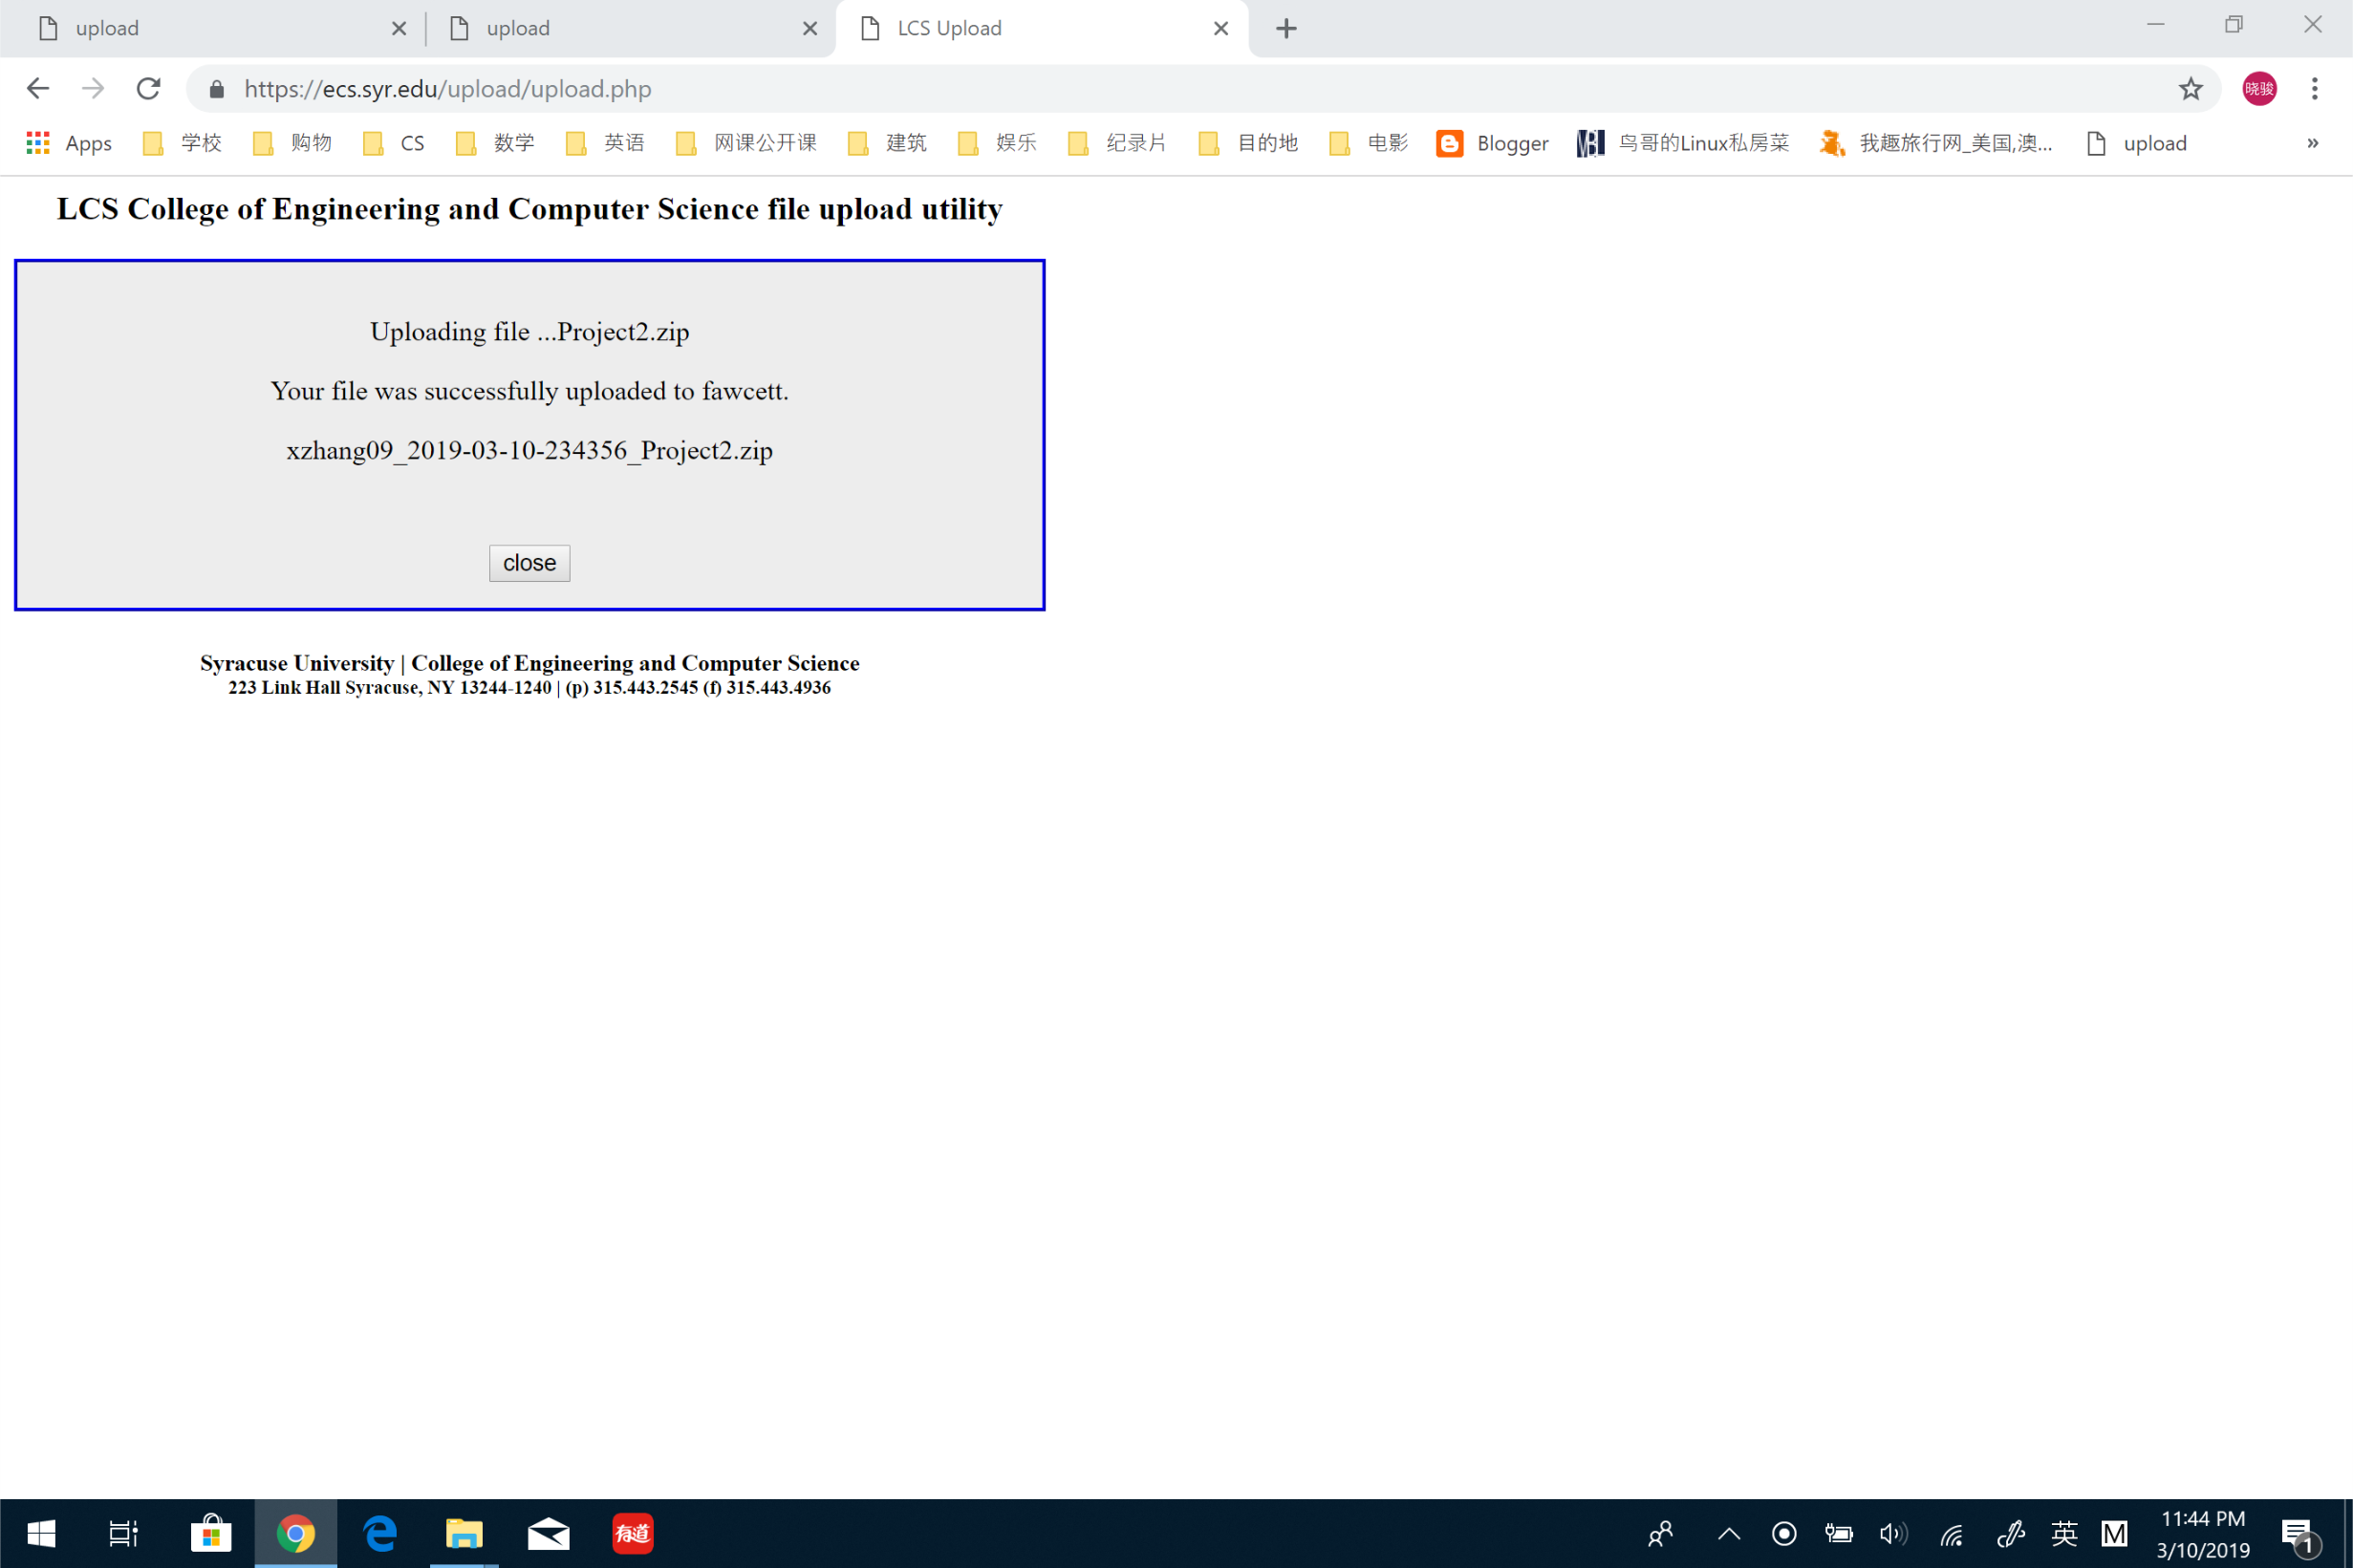 upload
upload
LCS Upload
https://ecs.syr.edu/upload/upload.php
晓骏
Apps 学校 购物 CS 数学 英语 网课公开课 建筑 娱乐 纪录片 目的地 电影 Blogger 鸟哥的Linux私房菜 我趣旅行网_美国,澳... upload »
LCS College of Engineering and Computer Science file upload utility
Uploading file ...Project2.zip
Your file was successfully uploaded to fawcett.
xzhang09_2019-03-10-234356_Project2.zip
close
Syracuse University | College of Engineering and Computer Science
223 Link Hall Syracuse, NY 13244-1240 | (p) 315.443.2545 (f) 315.443.4936
有道
英
M
11:44 PM
3/10/2019
1